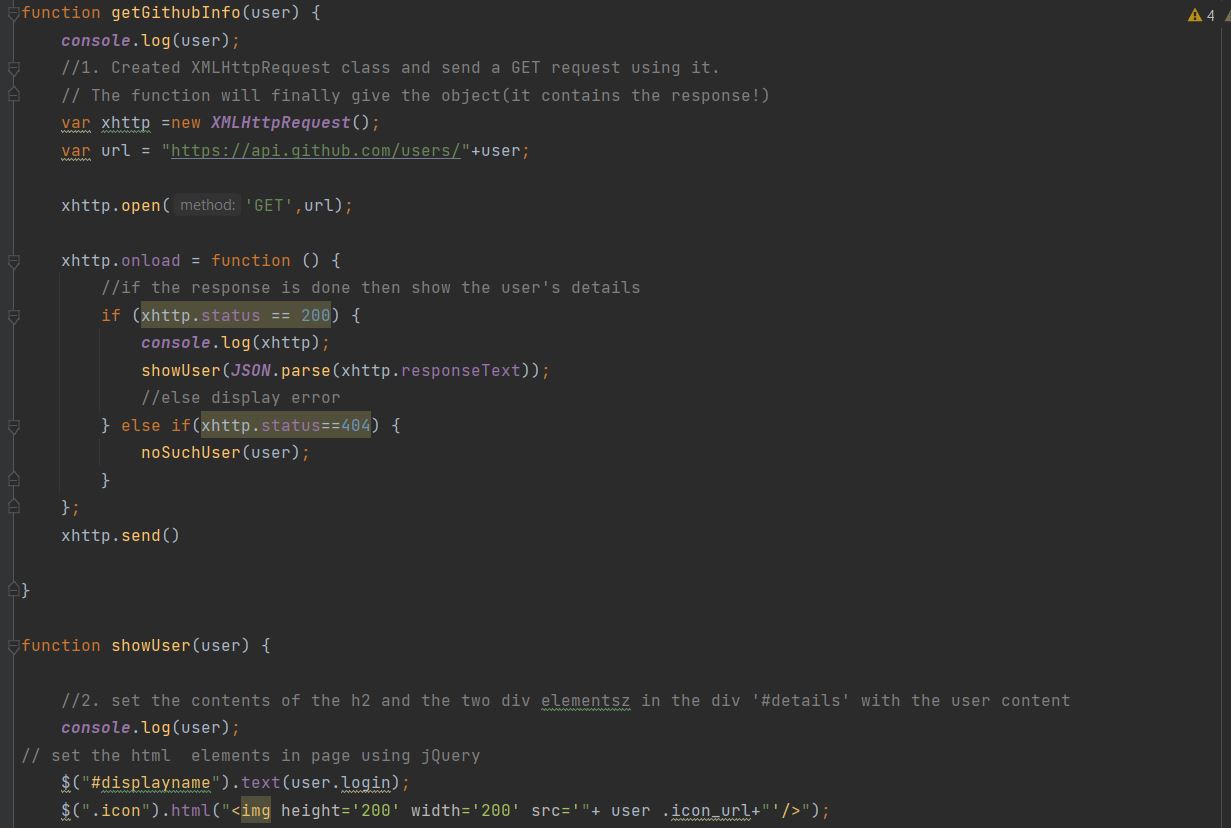 function getGithubInfo(user) {
4
console.log(user);
//1. Created XMLHttpRequest class and send a GET request using it.
// The function will finally give the object(it contains the response!)
var xhttp =new XMLHttpRequest();
var url = "https://api.github.com/users/"+user;
xhttp.open( method: 'GET',url);
xhttp.onload = function () {
//if the response is done then show the user's details
if (xhttp.status == 200) {
console.log(xhttp);
showUser(JSON.parse(xhttp.responseText));
//else display error
} else if(xhttp.status==404) {
noSuchUser(user);
}
};
xhttp.send()
}
function showUser(user) {
//2. set the contents of the h2 and the two div elementsz in the div '#details' with the user content
console.log(user);
// set the html  elements in page using jQuery
$("#displayname").text(user.login);
$(".icon").html("<img height='200' width='200' src='"+ user .icon_url+"'/>");